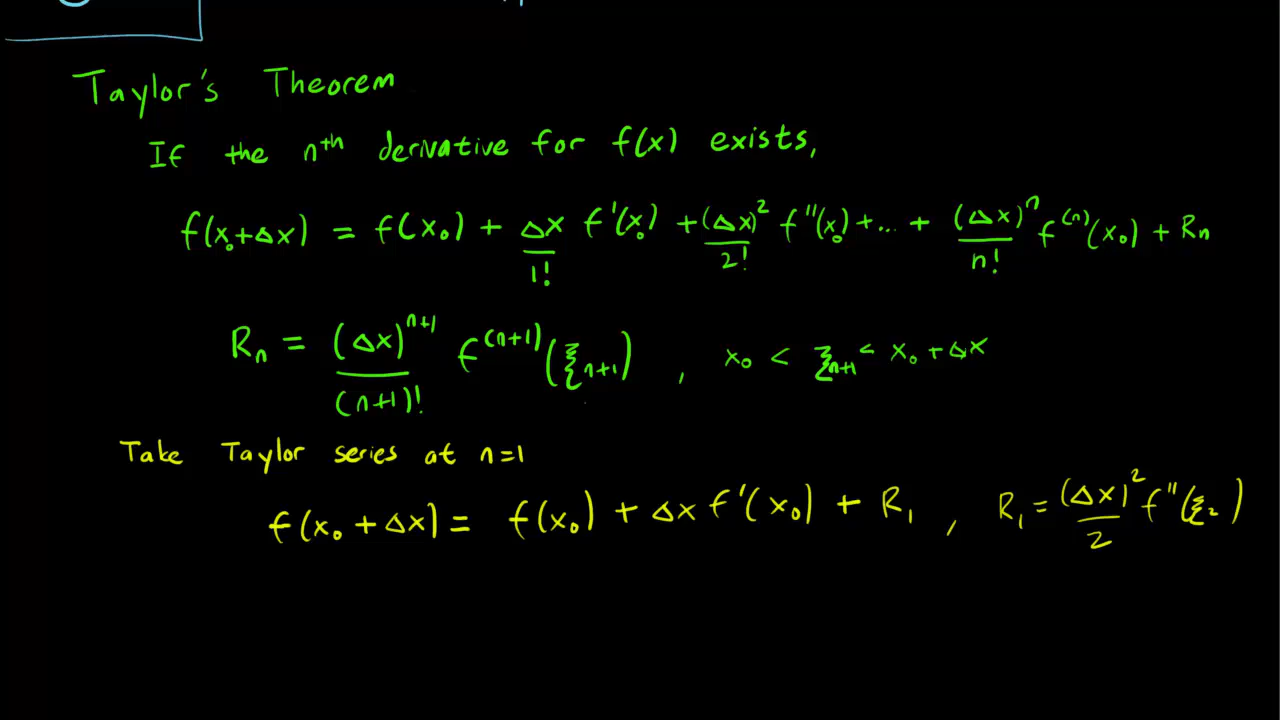 Taylor's Theorem
If the nth derivative for f(x) exists,
f(x₀+Δx) = f(x₀) + Δx/1! f'(x₀) + (Δx)²/2! f''(x₀) + ... + (Δx)ⁿ/n! f⁽ⁿ⁾(x₀) + Rn
Rn = (Δx)ⁿ⁺¹/(n+1)! f⁽ⁿ⁺¹⁾(ξn+1) , x₀ < ξn+1 < x₀ + Δx
Take Taylor series at n=1
f(x₀ + Δx) = f(x₀) + Δx f'(x₀) + R₁ , R₁ = (Δx)²/2 f''(ξ₂)